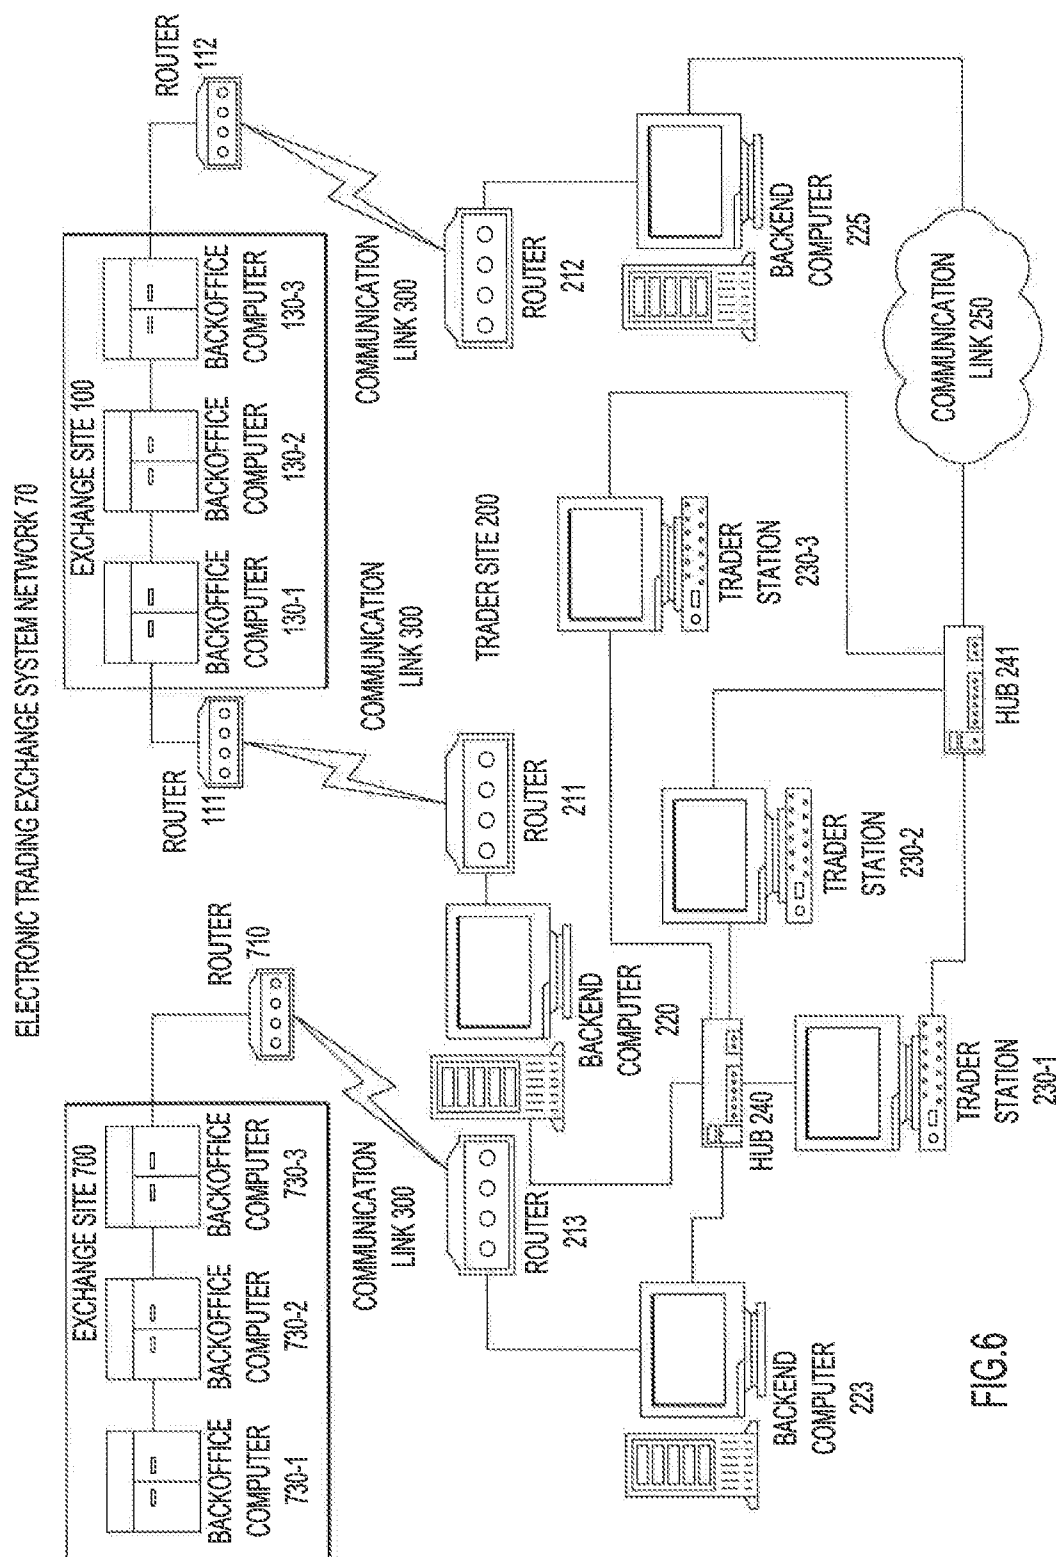 ELECTRONIC TRADING EXCHANGE SYSTEM NETWORK 70
EXCHANGE SITE 700
BACKOFFICE
COMPUTER
730-1
BACKOFFICE
COMPUTER
730-2
BACKOFFICE
COMPUTER
730-3
ROUTER
710
EXCHANGE SITE 100
BACKOFFICE
COMPUTER
130-1
BACKOFFICE
COMPUTER
130-2
BACKOFFICE
COMPUTER
130-3
ROUTER
111
ROUTER
112
COMMUNICATION
LINK 300
COMMUNICATION
LINK 300
COMMUNICATION
LINK 300
ROUTER
213
ROUTER
211
ROUTER
212
TRADER SITE 200
BACKEND
COMPUTER
220
BACKEND
COMPUTER
223
BACKEND
COMPUTER
225
TRADER
STATION
230-3
TRADER
STATION
230-2
HUB 240
TRADER
STATION
230-1
HUB 241
COMMUNICATION
LINK 250
FIG.6